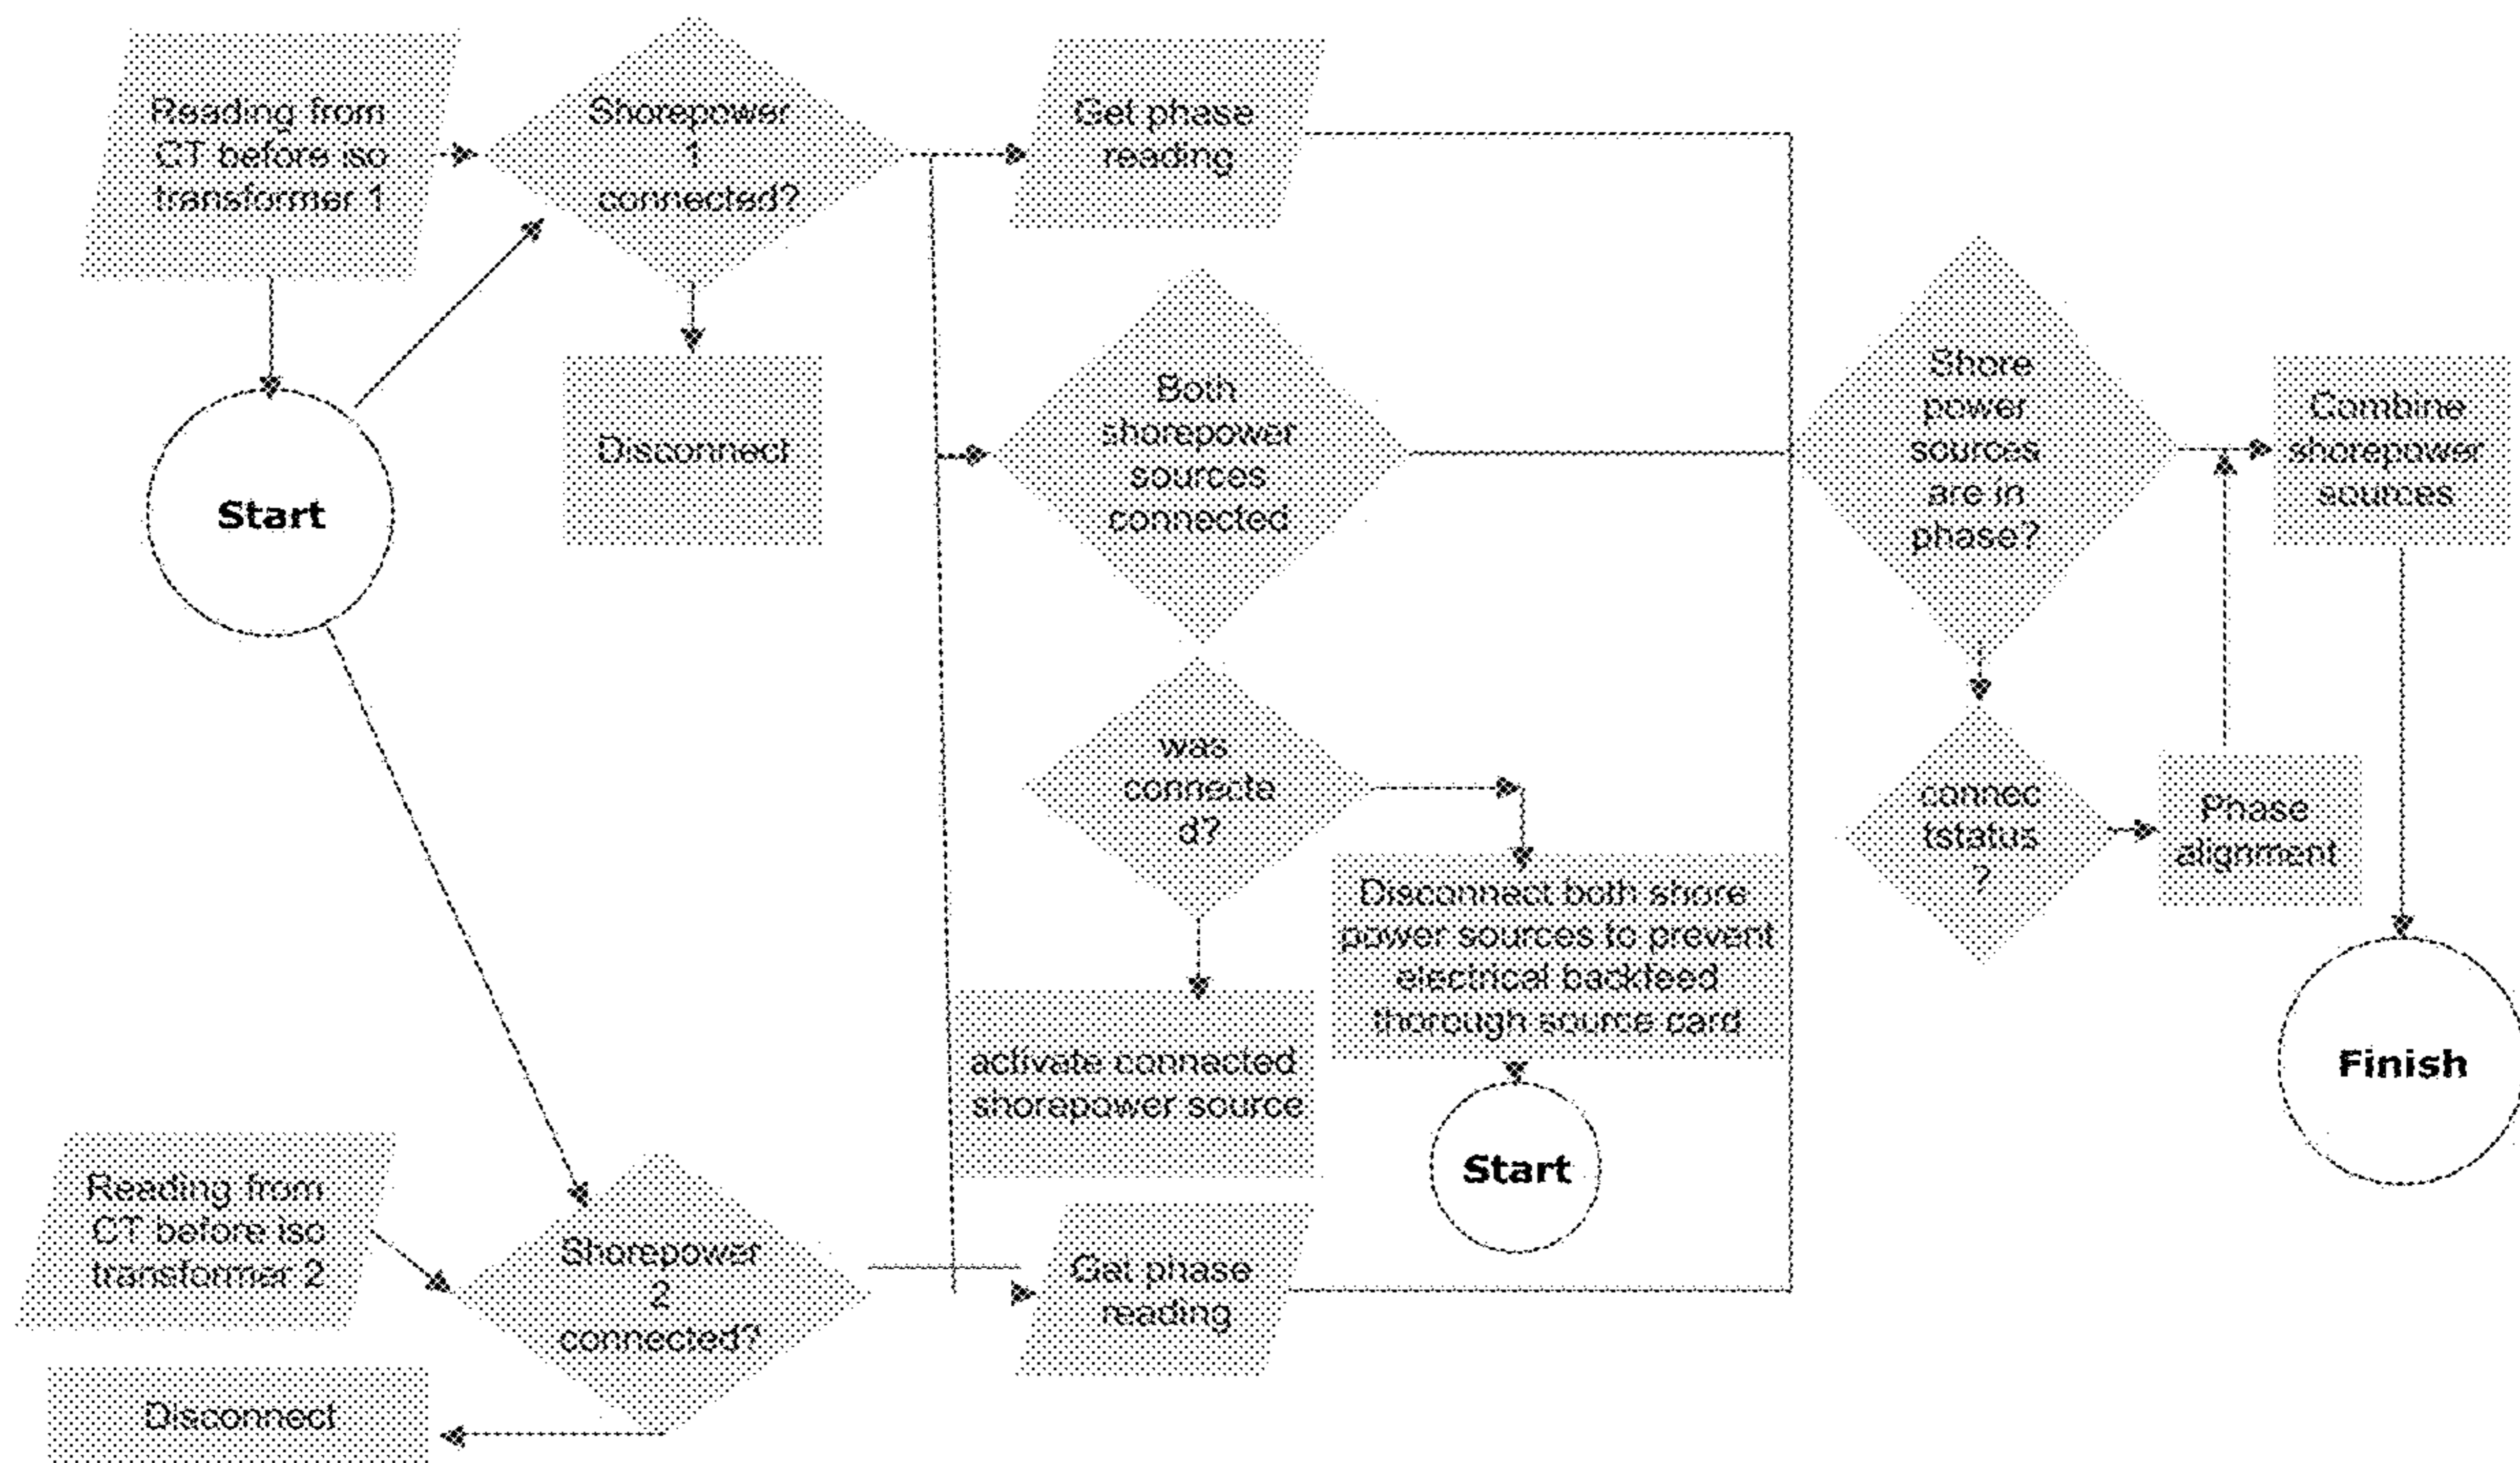 Reading from
CT before iso
transformer 1
Shorepower
1
connected?
Get phase
reading
Start
Disconnect
Both
shorepower
sources
connected
Shore
power
sources
are in
phase?
Combine
shorepower
sources
was
connecte
d?
connec
tstatus
?
Phase
alignment
Disconnect both shore
power sources to prevent
electrical backfeed
thorough source card
activate connected
shorepower source
Start
Finish
Reading from
CT before iso
transformer 2
Shorepower
2
connected?
Get phase
reading
Disconnect